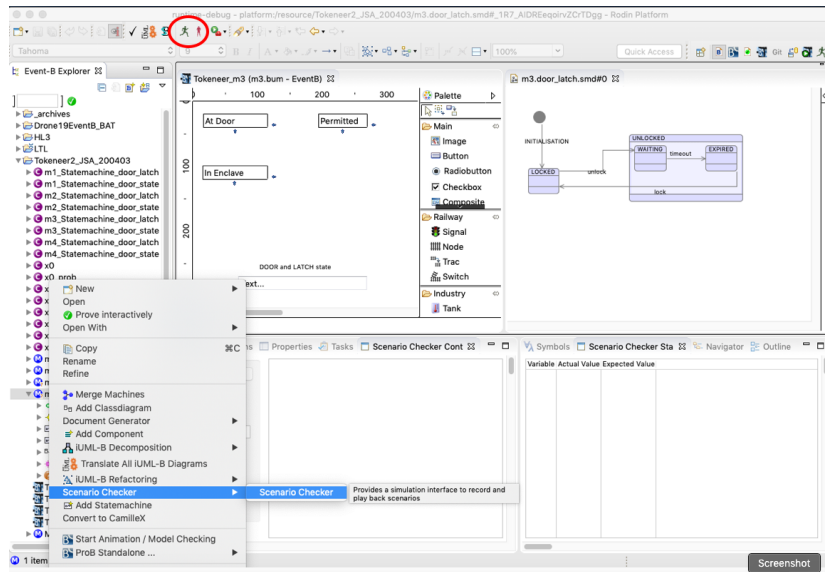 runtime-debug - platform:/resource/Tokeneer2_JSA_200403/m3.door_latch.smd#_1R7_AIDREeqoirvZCrTDgg - Rodin Platform
Tahoma
0
100%
Quick Access
Git
Event-B Explorer
_archives
Drone19EventB_BAT
HL3
LTL
Tokeneer2_JSA_200403
m1_Statemachine_door_latch
m1_Statemachine_door_state
m2_Statemachine_door_latch
m2_Statemachine_door_state
m3_Statemachine_door_latch
m3_Statemachine_door_state
m4_Statemachine_door_latch
m4_Statemachine_door_state
x0
x0_prob
1 item
Tokeneer_m3 (m3.bum - EventB)
100
200
300
100
200
At Door
Permitted
In Enclave
DOOR and LATCH state
ext...
Palette
Main
Image
Button
Radiobutton
Checkbox
Composite
Railway
Signal
Node
Trac
Switch
Industry
Tank
m3.door_latch.smd#0
INITIALISATION
LOCKED
unlock
UNLOCKED
WAITING
timeout
EXPIRED
lock
New
Open
Prove interactively
Open With
Copy
⌘C
Rename
Refine
Merge Machines
Add Classdiagram
Document Generator
Add Component
iUML-B Decomposition
Translate All iUML-B Diagrams
iUML-B Refactoring
Scenario Checker
Add Statemachine
Convert to CamilleX
Start Animation / Model Checking
ProB Standalone ...
Scenario Checker
Provides a simulation interface to record and
play back scenarios
Properties
Tasks
Scenario Checker Cont
Symbols
Scenario Checker Sta
Navigator
Outline
Variable
Actual Value
Expected Value
Screenshot